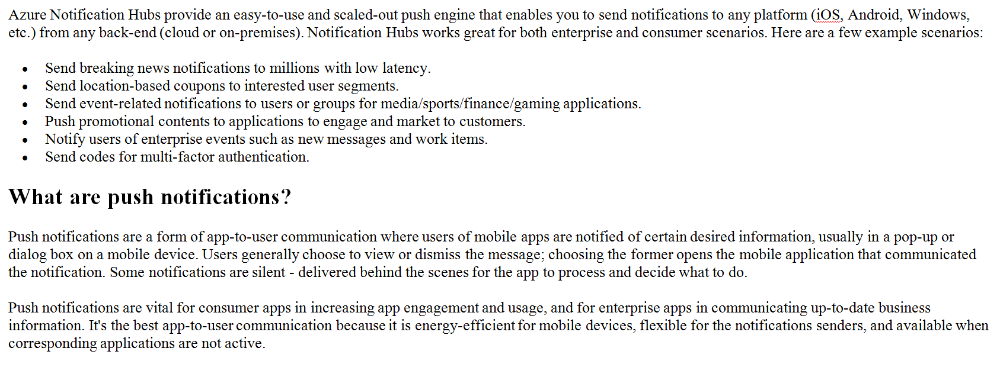 Azure Notification Hubs provide an easy-to-use and scaled-out push engine that enables you to send notifications to any platform (iOS, Android, Windows,
etc.) from any back-end (cloud or on-premises). Notification Hubs works great for both enterprise and consumer scenarios. Here are a few example scenarios:
• Send breaking news notifications to millions with low latency.
• Send location-based coupons to interested user segments.
• Send event-related notifications to users or groups for media/sports/finance/gaming applications.
• Push promotional contents to applications to engage and market to customers.
• Notify users of enterprise events such as new messages and work items.
• Send codes for multi-factor authentication.
What are push notifications?
Push notifications are a form of app-to-user communication where users of mobile apps are notified of certain desired information, usually in a pop-up or
dialog box on a mobile device. Users generally choose to view or dismiss the message; choosing the former opens the mobile application that communicated
the notification. Some notifications are silent - delivered behind the scenes for the app to process and decide what to do.
Push notifications are vital for consumer apps in increasing app engagement and usage, and for enterprise apps in communicating up-to-date business
information. It's the best app-to-user communication because it is energy-efficient for mobile devices, flexible for the notifications senders, and available when
corresponding applications are not active.